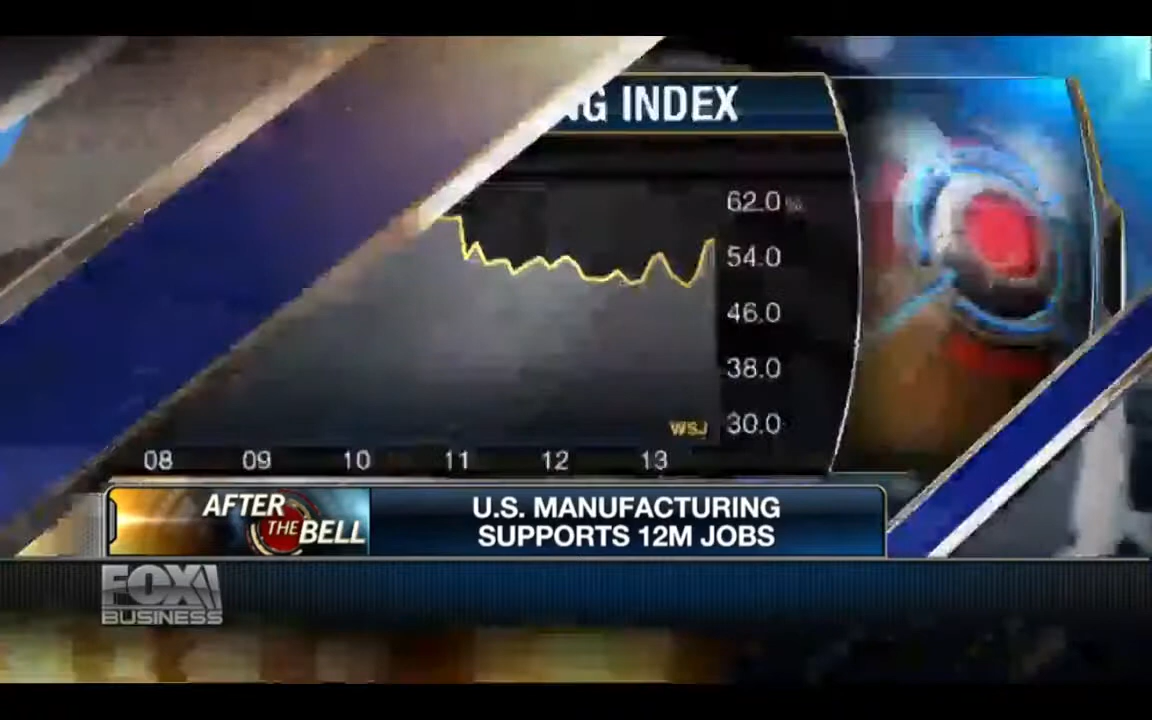 NG INDEX
62.0%
54.0
46.0
38.0
WSJ 30.0
08 09 10 11 12 13
AFTER THE BELL
U.S. MANUFACTURING
SUPPORTS 12M JOBS
FOX
BUSINESS